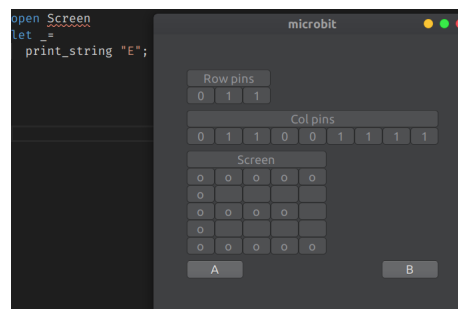 open Screen
let _=
print_string "E";
microbit
Row pins
0 1 1
Col pins
0 1 1 0 0 1 1 1 1
Screen
o o o o o
o
o o o o
o
o o o o o
A B